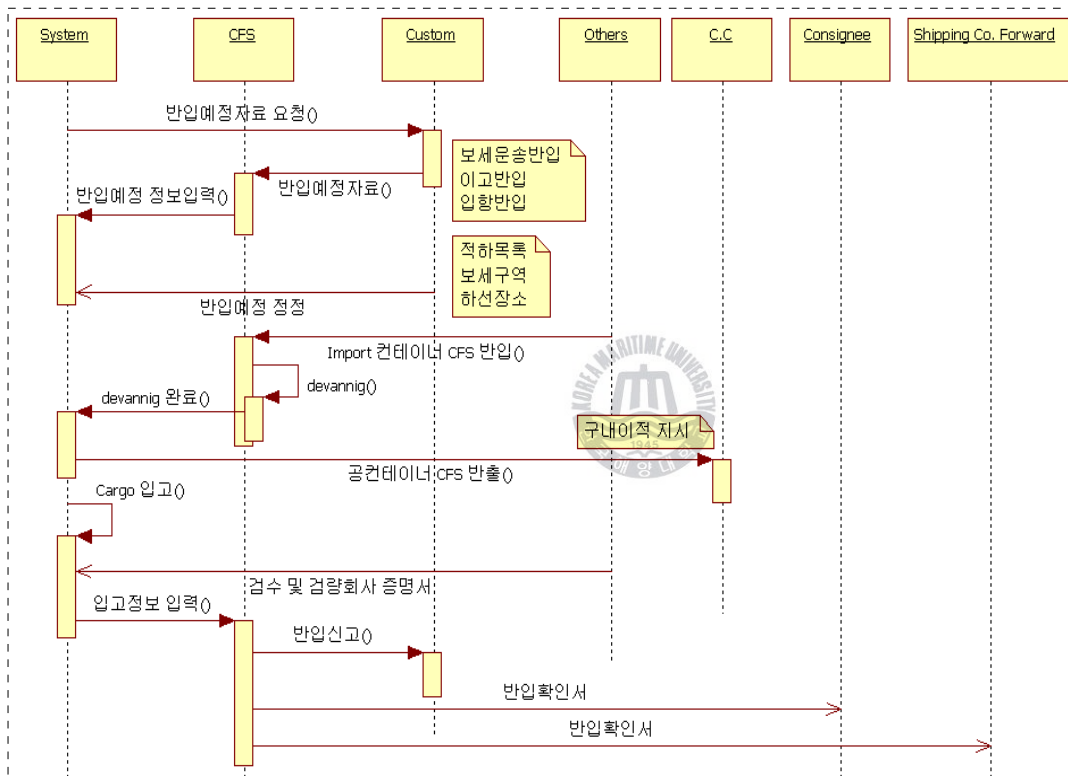 System
CFS
Custom
Others
C.C
Consignee
Shipping Co. Forward
반입예정자료 요청()
보세운송반입
이고반입
입항반입
반입예정자료()
반입예정 정보입력()
적하목록
보세구역
하선장소
반입예정 정정
Import 컨테이너 CFS 반입()
KOREA MARITIME UNIVERSITY
devannig()
devannig 완료()
구내이적 지시
1945
공컨테이너 CFS 반출()
Cargo 입고()
검수 및 검량회사 증명서
입고정보 입력()
반입신고()
반입확인서
반입확인서